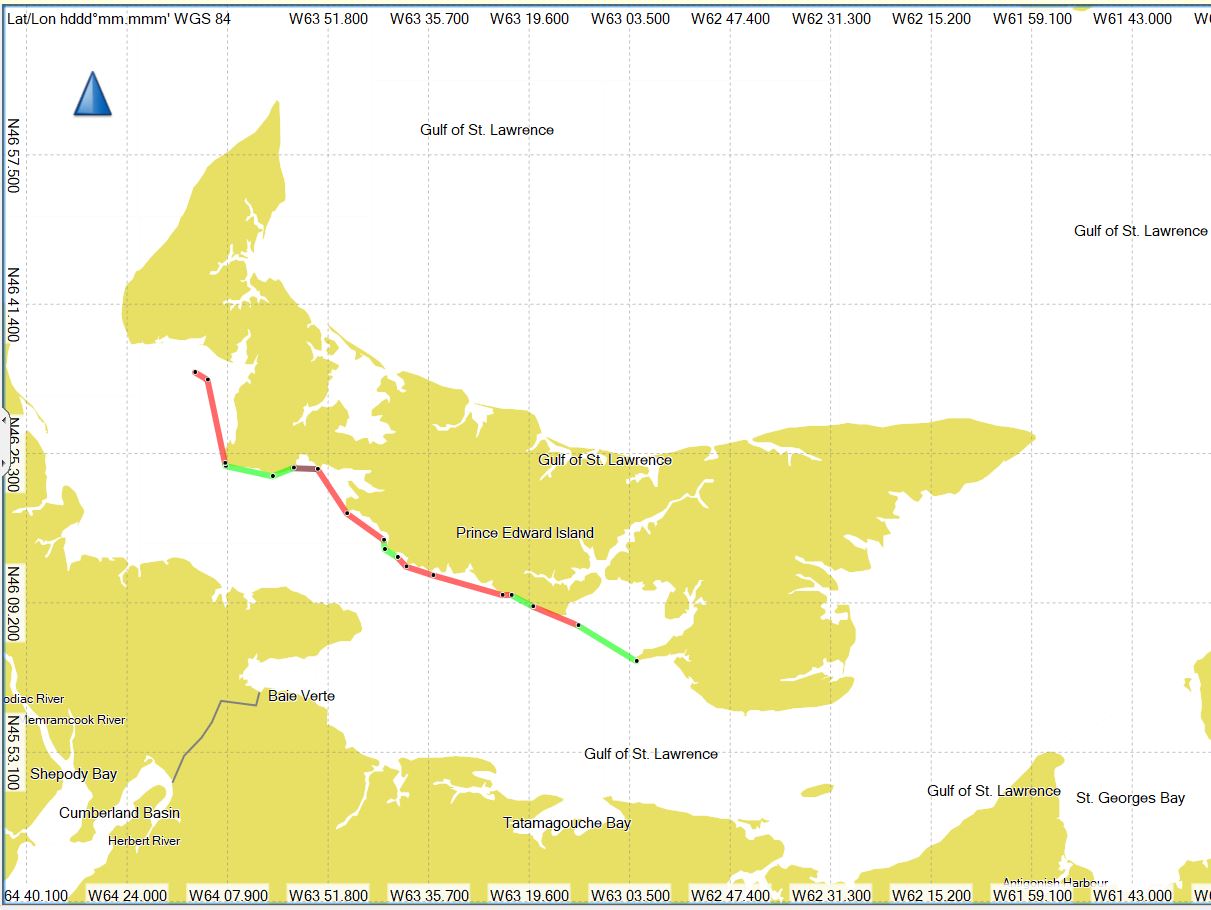 Lat/Lon hddd°mm.mmm' WGS 84 W63 51.800 W63 35.700 W63 19.600 W63 03.500 W62 47.400 W62 31.300 W62 15.200 W61 59.100 W61 43.000
Gulf of St. Lawrence
N46 57.500
Gulf of St. Lawrence
N46 41.400
N46 25.300
Gulf of St. Lawrence
Prince Edward Island
N46 09.200
Baie Verte
odiac River
Memramcook River
N45 53.100
Gulf of St. Lawrence
Shepody Bay
Gulf of St. Lawrence
St. Georges Bay
Cumberland Basin
Tatamagouche Bay
Herbert River
Antigonish Harbour
64 40.100 W64 24.000 W64 07.900 W63 51.800 W63 35.700 W63 19.600 W63 03.500 W62 47.400 W62 31.300 W62 15.200 W61 59.100 W61 43.000